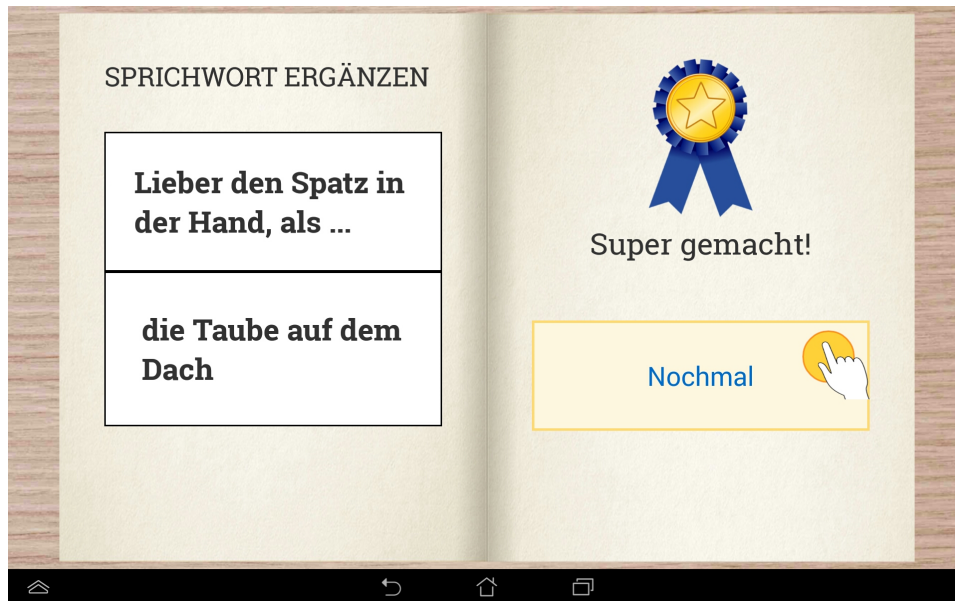 SPRICHWORT ERGÄNZEN
Lieber den Spatz in
der Hand, als ...
die Taube auf dem
Dach
Super gemacht!
Nochmal